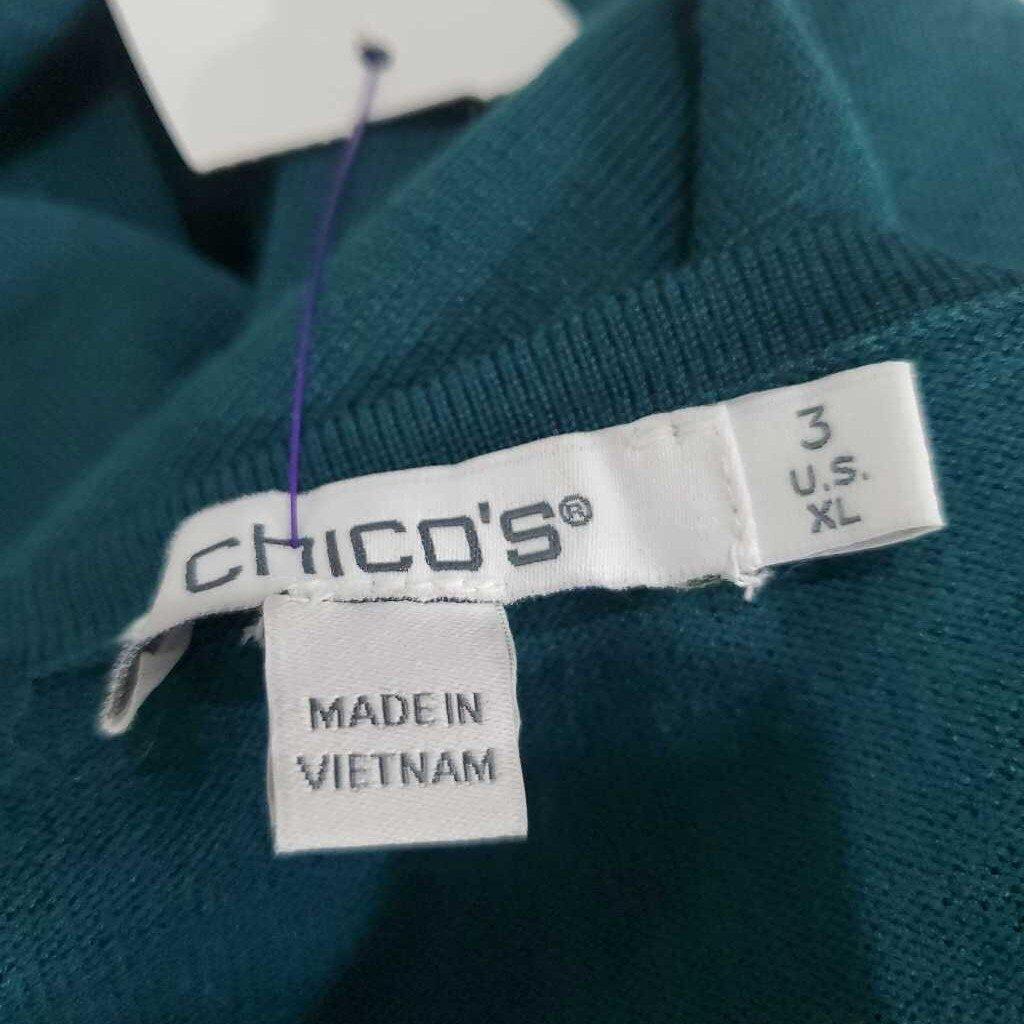 CHICO'S®
3
U.S.
XL
MADE IN
VIETNAM